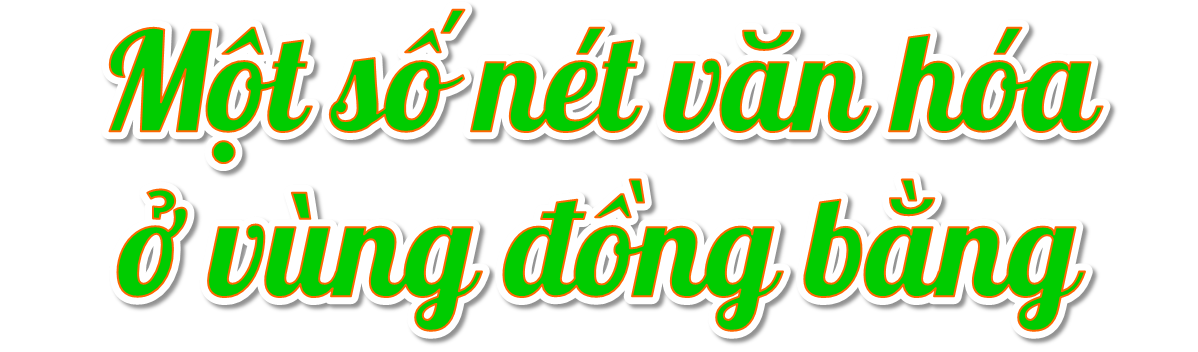 Một số nét văn hóa
ở vùng đồng bằng